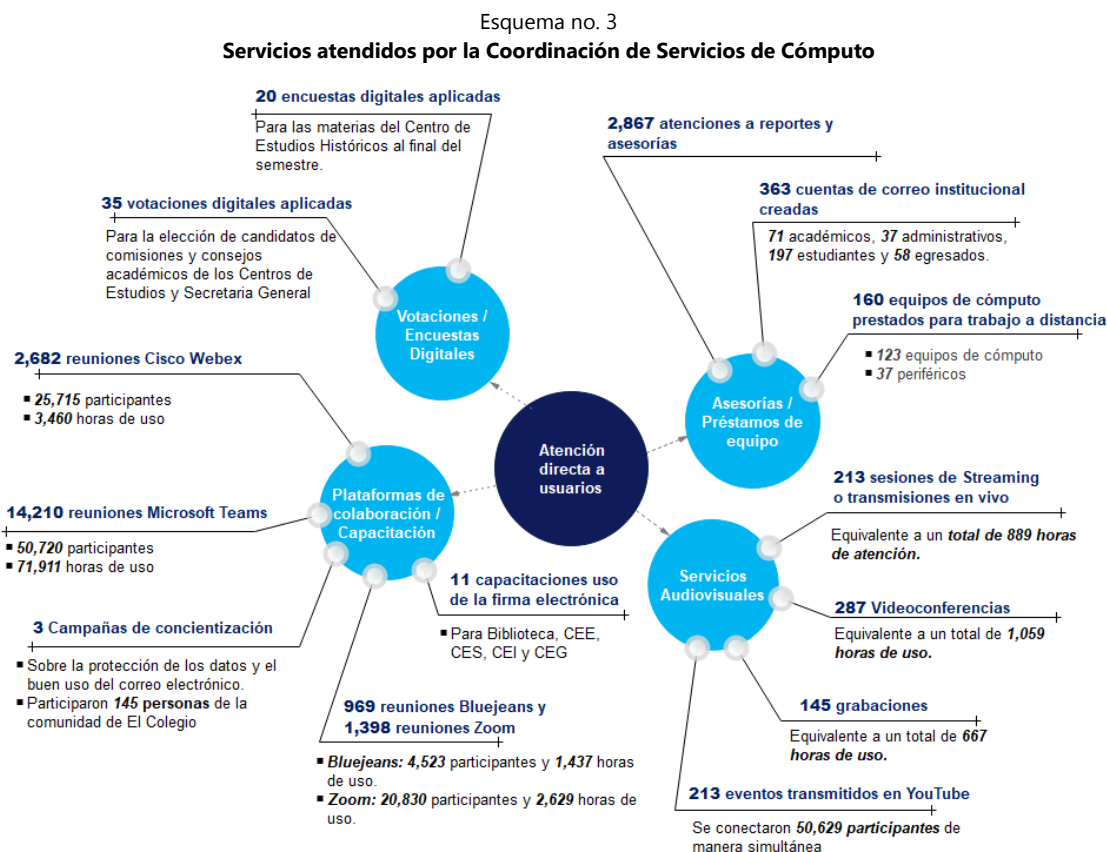 Esquema no. 3
Servicios atendidos por la Coordinación de Servicios de Cómputo
20 encuestas digitales aplicadas
Para las materias del Centro de
Estudios Históricos al final del
semestre.
35 votaciones digitales aplicadas
Para la elección de candidatos de
comisiones y consejos
académicos de los Centros de
Estudios y Secretaria General
Votaciones /
Encuestas
Digitales
2,867 atenciones a reportes y
asesorías
363 cuentas de correo institucional
creadas
71 académicos, 37 administrativos,
197 estudiantes y 58 egresados.
160 equipos de cómputo
prestados para trabajo a distancia
▪ 123 equipos de cómputo
▪ 37 periféricos
Asesorías /
Préstamos de
equipo
Atención
directa a
usuarios
2,682 reuniones Cisco Webex
▪ 25,715 participantes
▪ 3,460 horas de uso
Plataformas de
colaboración /
Capacitación
14,210 reuniones Microsoft Teams
▪ 50,720 participantes
▪ 71,911 horas de uso
3 Campañas de concientización
▪ Sobre la protección de los datos y el
buen uso del correo electrónico.
▪ Participaron 145 personas de la
comunidad de El Colegio
11 capacitaciones uso
de la firma electrónica
▪ Para Biblioteca, CEE,
CES, CEI y CEG
969 reuniones Bluejeans y
1,398 reuniones Zoom
▪ Bluejeans: 4,523 participantes y 1,437 horas
de uso.
▪ Zoom: 20,830 participantes y 2,629 horas de
uso.
Servicios
Audiovisuales
213 sesiones de Streaming
o transmisiones en vivo
Equivalente a un total de 889 horas
de atención.
287 Videoconferencias
Equivalente a un total de 1,059
horas de uso.
145 grabaciones
Equivalente a un total de 667
horas de uso.
213 eventos transmitidos en YouTube
Se conectaron 50,629 participantes de
manera simultánea